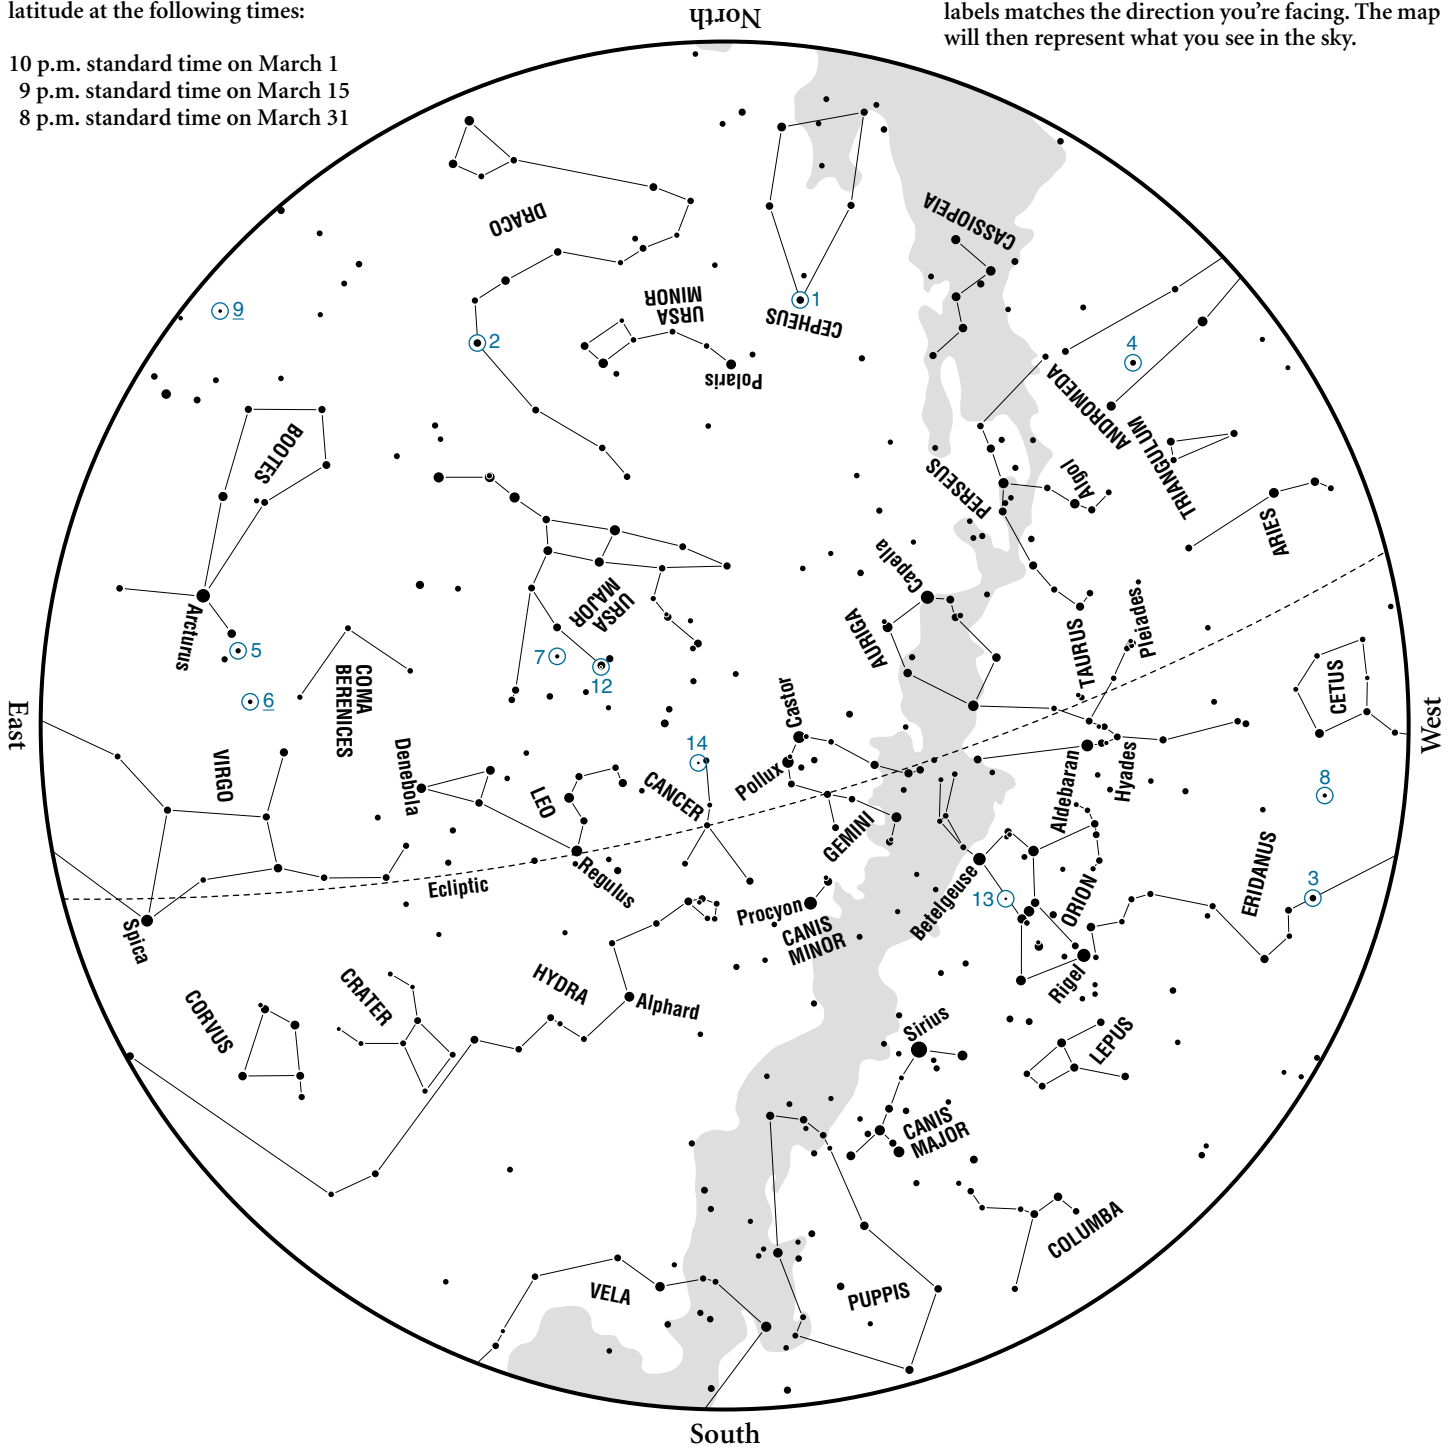 latitude at the following times:
10 p.m. standard time on March 1
9 p.m. standard time on March 15
8 p.m. standard time on March 31
labels matches the direction you're facing. The map
will then represent what you see in the sky.
North
DRACO
CASSIOPEIA
9
URSA
MINOR
1
CEPHEUS
2
Polaris
4
ANDROMEDA
BOOTES
TRIANGULUM
PERSEUS
Algol
ARIES
Capella
URSA
MAJOR
Arcturus
AURIGA
TAURUS
Pleiades
5
7
12
COMA
BERENICES
CETUS
6
East
West
Castor
14
VIRGO
Denebola
Pollux
CANCER
LEO
Aldebaran
Hyades
8
GEMINI
Ecliptic
Regulus
Betelgeuse
13
ORION
ERIDANUS
3
Procyon
CANIS
MINOR
Spica
HYDRA
Alphard
Rigel
CRATER
CORVUS
Sirius
LEPUS
CANIS
MAJOR
COLUMBA
VELA
PUPPIS
South